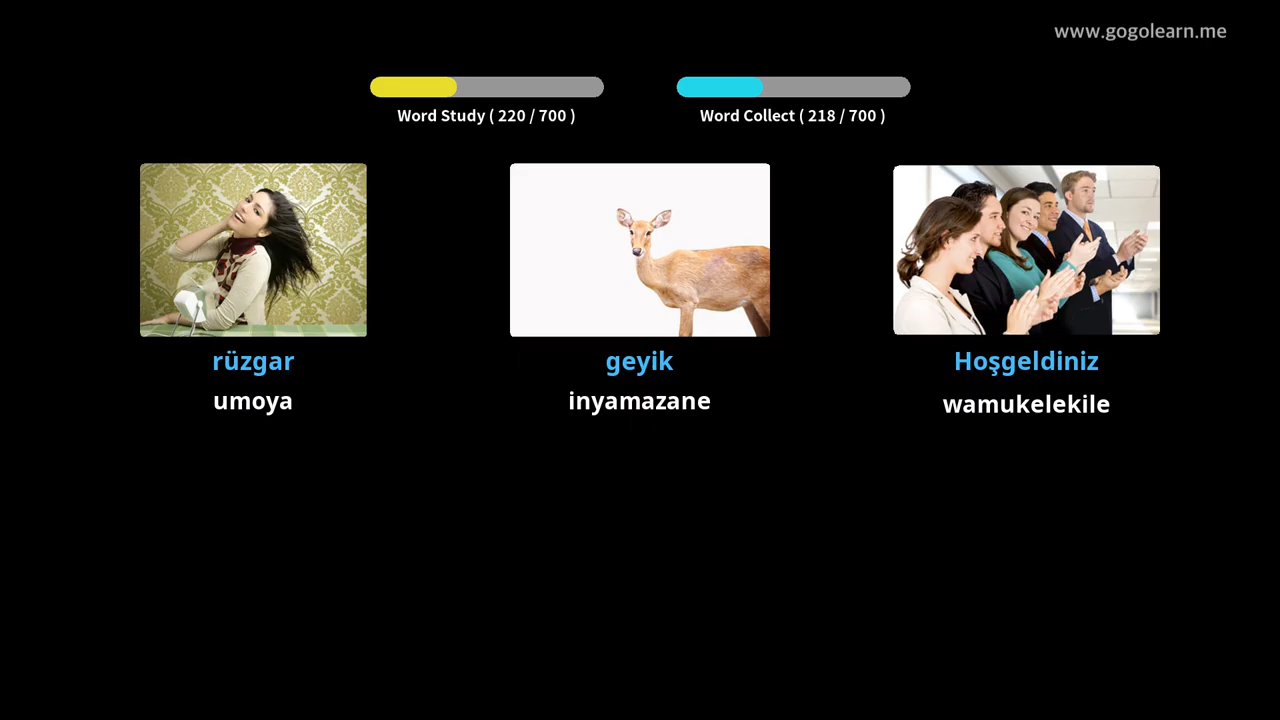 www.gogolearn.me
Word Study ( 220 / 700 )
Word Collect ( 218 / 700 )
rüzgar
umoya
geyik
inyamazane
Hoşgeldiniz
wamukelekile